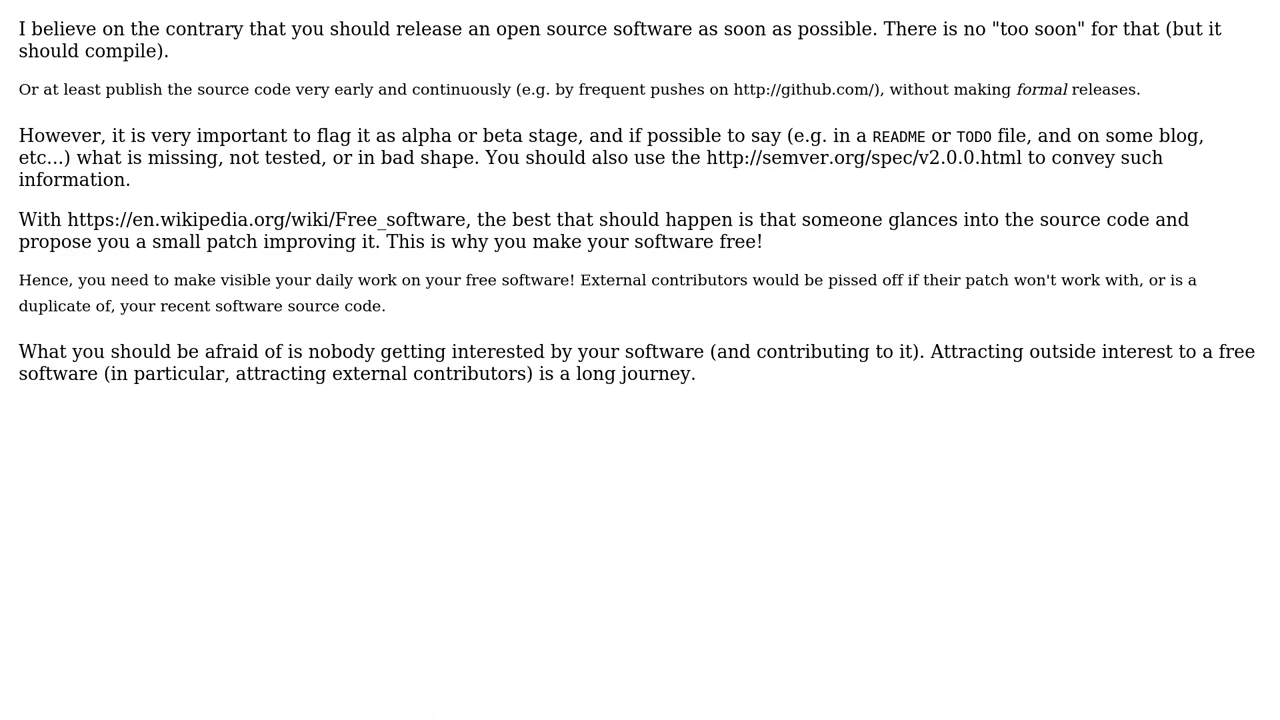 I believe on the contrary that you should release an open source software as soon as possible. There is no "too soon" for that (but it
should compile).
Or at least publish the source code very early and continuously (e.g. by frequent pushes on http://github.com/), without making formal releases.
However, it is very important to flag it as alpha or beta stage, and if possible to say (e.g. in a README or TODO file, and on some blog,
etc...) what is missing, not tested, or in bad shape. You should also use the http://semver.org/spec/v2.0.0.html to convey such
information.
With https://en.wikipedia.org/wiki/Free_software, the best that should happen is that someone glances into the source code and
propose you a small patch improving it. This is why you make your software free!
Hence, you need to make visible your daily work on your free software! External contributors would be pissed off if their patch won't work with, or is a
duplicate of, your recent software source code.
What you should be afraid of is nobody getting interested by your software (and contributing to it). Attracting outside interest to a free
software (in particular, attracting external contributors) is a long journey.